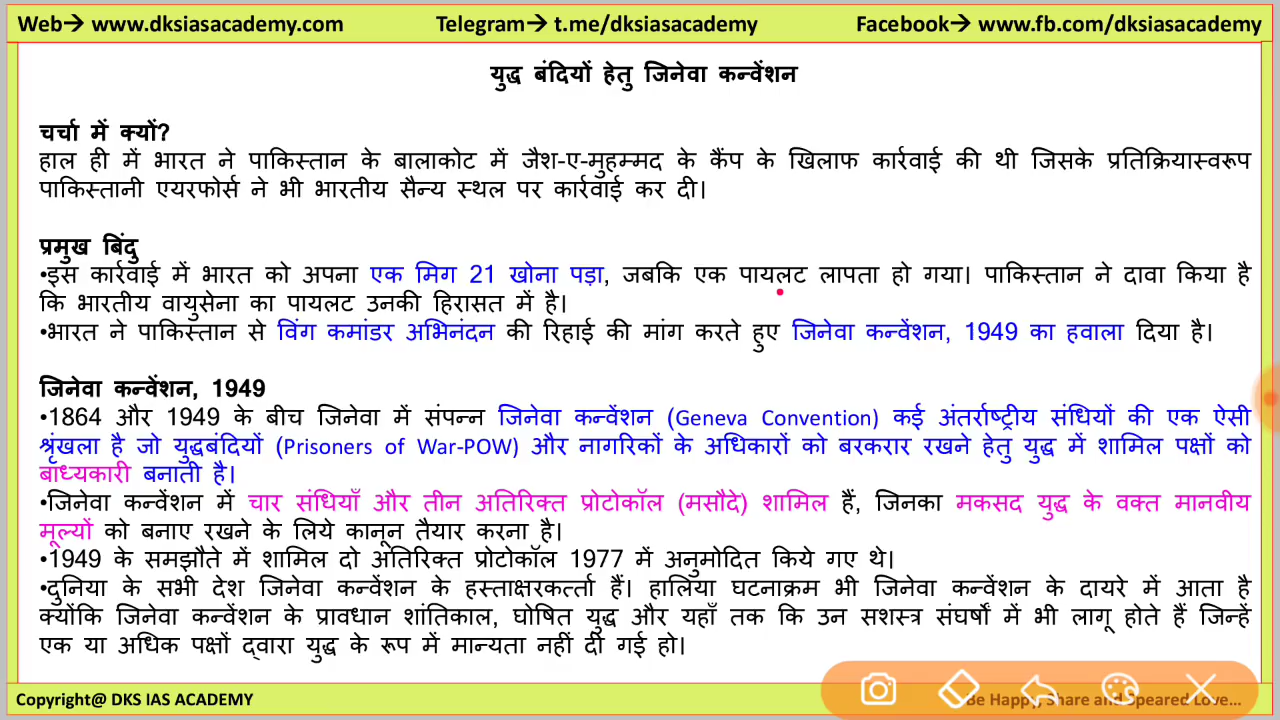 Web→ www.dksiasacademy.com Telegram→ t.me/dksiasacademy Facebook→ www.fb.com/dksiasacademy
युद्ध बंदियों हेतु जिनेवा कन्वेंशन
चर्चा में क्यों?
हाल ही में भारत ने पाकिस्तान के बालाकोट में जैश-ए-मुहम्मद के कैंप के खिलाफ कार्रवाई की थी जिसके प्रतिक्रियास्वरूप
पाकिस्तानी एयरफोर्स ने भी भारतीय सैन्य स्थल पर कार्रवाई कर दी।
प्रमुख बिंदु
•इस कार्रवाई में भारत को अपना एक मिग 21 खोना पड़ा, जबकि एक पायलट लापता हो गया। पाकिस्तान ने दावा किया है
कि भारतीय वायुसेना का पायलट उनकी हिरासत में है।
•भारत ने पाकिस्तान से विंग कमांडर अभिनंदन की रिहाई की मांग करते हुए जिनेवा कन्वेंशन, 1949 का हवाला दिया है।
जिनेवा कन्वेंशन, 1949
•1864 और 1949 के बीच जिनेवा में संपन्न जिनेवा कन्वेंशन (Geneva Convention) कई अंतर्राष्ट्रीय संधियों की एक ऐसी
श्रृंखला है जो युद्धबंदियों (Prisoners of War-POW) और नागरिकों के अधिकारों को बरकरार रखने हेतु युद्ध में शामिल पक्षों को
बाध्यकारी बनाती है।
•जिनेवा कन्वेंशन में चार संधियाँ और तीन अतिरिक्त प्रोटोकॉल (मसौदे) शामिल हैं, जिनका मकसद युद्ध के वक्त मानवीय
मूल्यों को बनाए रखने के लिये कानून तैयार करना है।
•1949 के समझौते में शामिल दो अतिरिक्त प्रोटोकॉल 1977 में अनुमोदित किये गए थे।
•दुनिया के सभी देश जिनेवा कन्वेंशन के हस्ताक्षरकर्त्ता हैं। हालिया घटनाक्रम भी जिनेवा कन्वेंशन के दायरे में आता है
क्योंकि जिनेवा कन्वेंशन के प्रावधान शांतिकाल, घोषित युद्ध और यहाँ तक कि उन सशस्त्र संघर्षों में भी लागू होते हैं जिन्हें
एक या अधिक पक्षों द्वारा युद्ध के रूप में मान्यता नहीं दी गई हो।
Copyright@ DKS IAS ACADEMY Be Happy, Share and Speared Love...